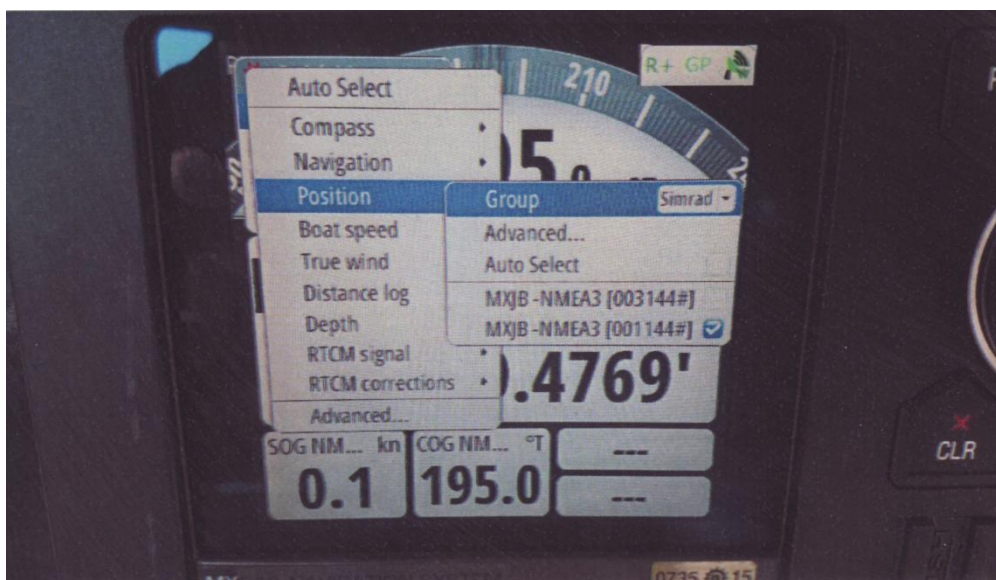 R+ GP
210
Auto Select
Compass
Navigation
Position
Boat speed
True wind
Distance log
Depth
RTCM signal
RTCM corrections
Advanced...
Group Simrad
Advanced...
Auto Select
MXJB-NMEA3 [003144#]
MXJB-NMEA3 [001144#]
.4769'
SOG NM... kn
0.1
COG NM... °T
195.0
---
---
CLR
MX
0735 15